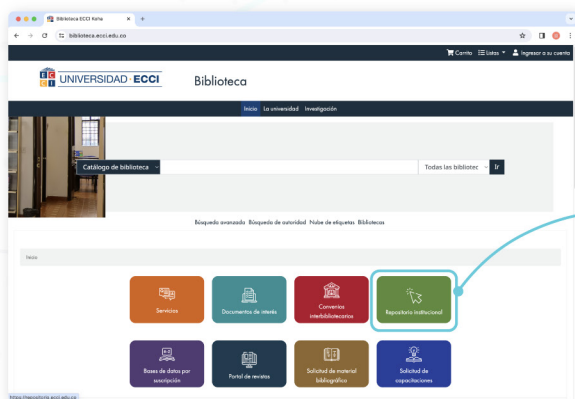 Biblioteca ECCI Koha
biblioteca.ecci.edu.co
Carrito Listas Ingresar a su cuenta
ECCI UNIVERSIDAD · ECCI Biblioteca
Inicio La universidad Investigación
Catálogo de biblioteca Todas las bibliotec Ir
Búsqueda avanzada Búsqueda de autoridad Nube de etiquetas Bibliotecas
Inicio
Servicios
Documentos de interés
Convenios
interbibliotecarios
Repositorio institucional
Bases de datos por
suscripción
Portal de revistas
Solicitud de material
bibliográfico
Solicitud de
capacitaciones
https://repositorio.ecci.edu.co